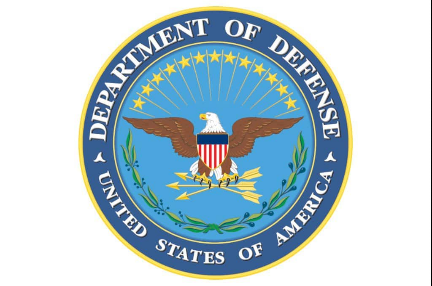 DEPARTMENT OF DEFENSE
UNITED STATES OF AMERICA